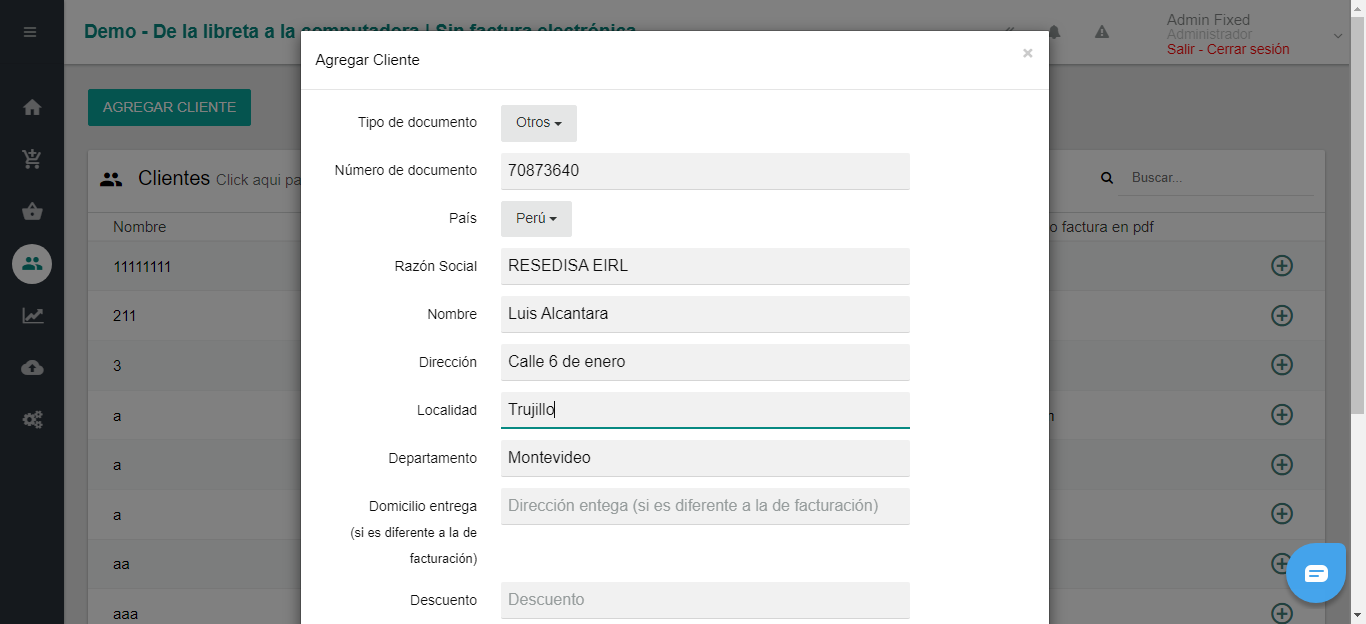 Demo - De la libreta a la computadora | Sin factura electrónica
Admin Fixed
Administrador
Salir - Cerrar sesión
Agregar Cliente
×
AGREGAR CLIENTE
Tipo de documento
Otros
Número de documento
70873640
País
Perú
Razón Social
RESEDISA EIRL
Nombre
Luis Alcantara
Dirección
Calle 6 de enero
Localidad
Trujillo
Departamento
Montevideo
Domicilio entrega
(si es diferente a la de
facturación)
Dirección entega (si es diferente a la de facturación)
Descuento
Descuento
Clientes Click aqui pa
Buscar...
Nombre
o factura en pdf
11111111
211
3
a
a
a
aa
aaa